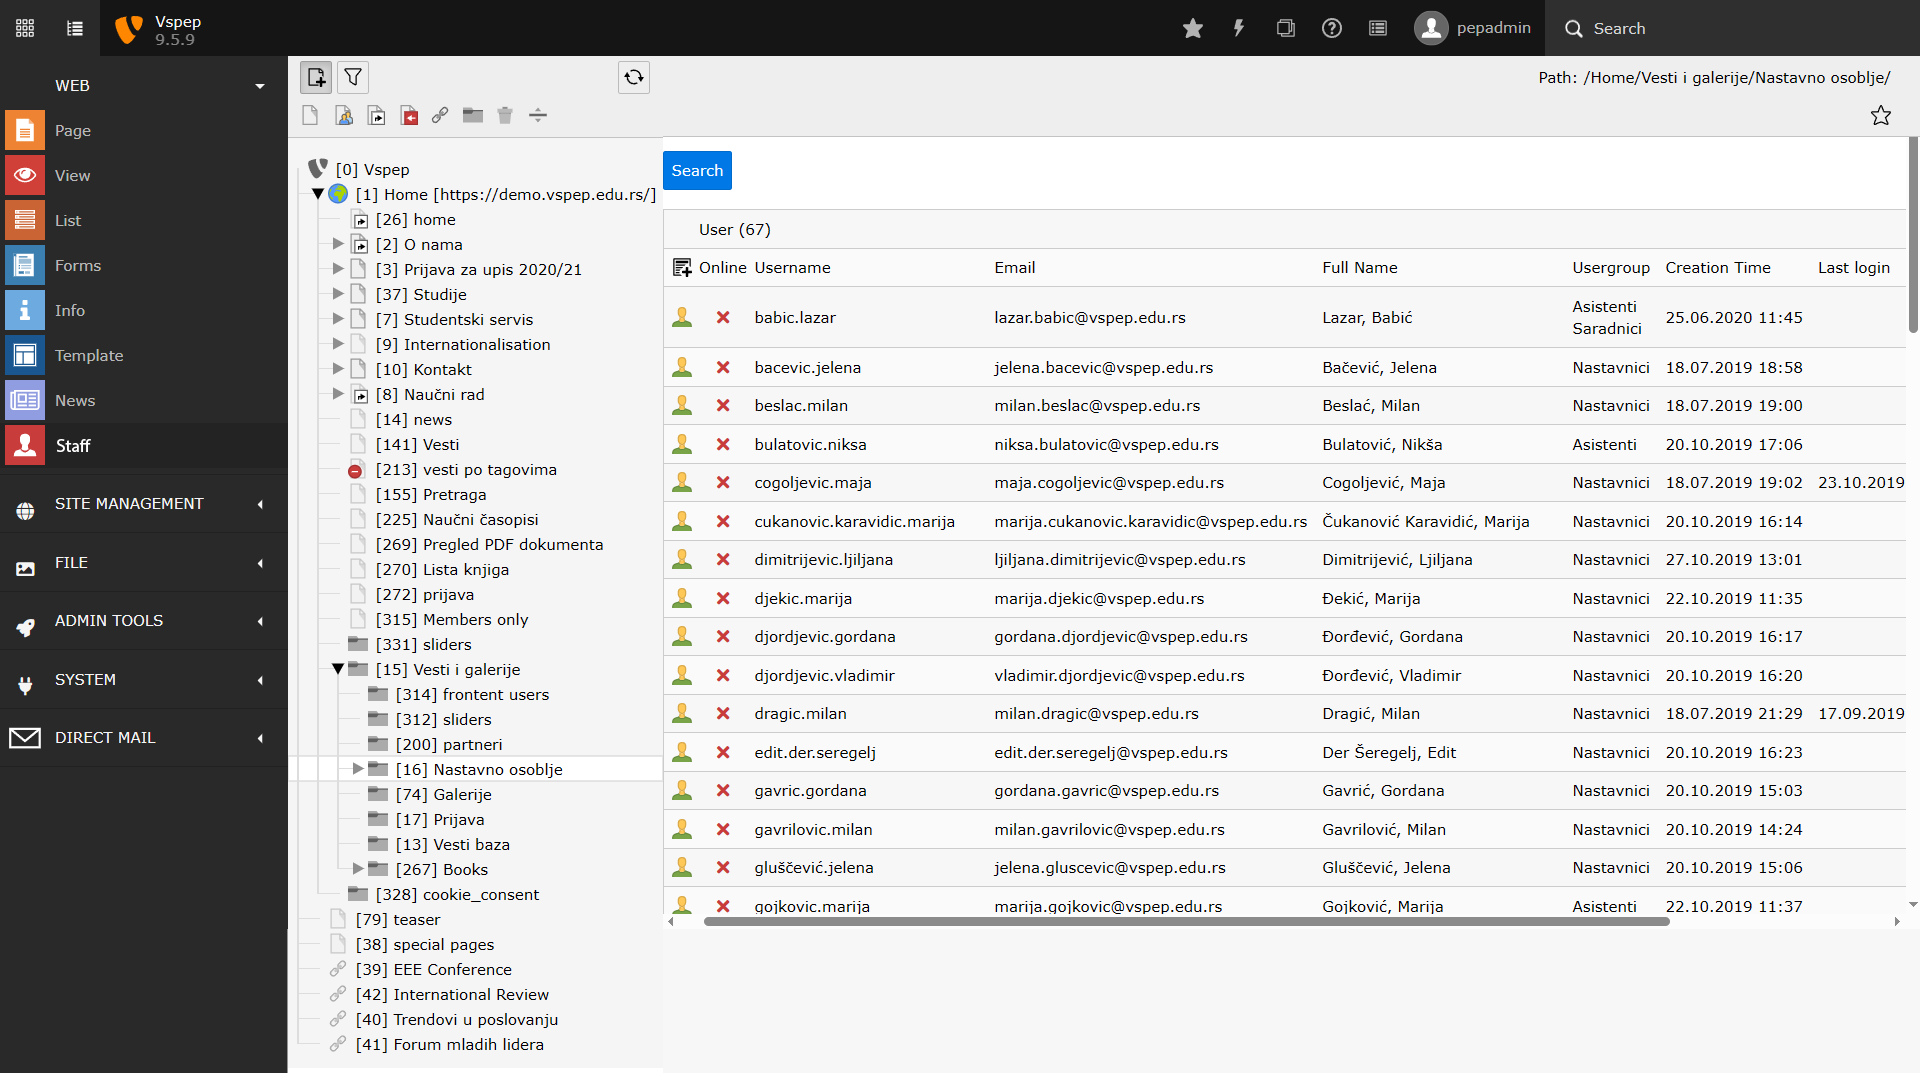 Vspep
9.5.9
pepadmin
Search
WEB
Page
View
List
Forms
Info
Template
News
Staff
SITE MANAGEMENT
FILE
ADMIN TOOLS
SYSTEM
DIRECT MAIL
[0] Vspep
[1] Home [https://demo.vspep.edu.rs/]
[26] home
[2] O nama
[3] Prijava za upis 2020/21
[37] Studije
[7] Studentski servis
[9] Internationalisation
[10] Kontakt
[8] Naučni rad
[14] news
[141] Vesti
[213] vesti po tagovima
[155] Pretraga
[225] Naučni časopisi
[269] Pregled PDF dokumenta
[270] Lista knjiga
[272] prijava
[315] Members only
[331] sliders
[15] Vesti i galerije
[314] frontent users
[312] sliders
[200] partneri
[16] Nastavno osoblje
[74] Galerije
[17] Prijava
[13] Vesti baza
[267] Books
[328] cookie_consent
[79] teaser
[38] special pages
[39] EEE Conference
[42] International Review
[40] Trendovi u poslovanju
[41] Forum mladih lidera
Path: /Home/Vesti i galerije/Nastavno osoblje/
Search
User (67)
Online Username Email Full Name Usergroup Creation Time Last login
babic.lazar lazar.babic@vspep.edu.rs Lazar, Babić Asistenti Saradnici 25.06.2020 11:45
bacevic.jelena jelena.bacevic@vspep.edu.rs Bačević, Jelena Nastavnici 18.07.2019 18:58
beslac.milan milan.beslac@vspep.edu.rs Beslać, Milan Nastavnici 18.07.2019 19:00
bulatovic.niksa niksa.bulatovic@vspep.edu.rs Bulatović, Nikša Asistenti 20.10.2019 17:06
cogoljevic.maja maja.cogoljevic@vspep.edu.rs Cogoljević, Maja Nastavnici 18.07.2019 19:02 23.10.2019
cukanovic.karavidic.marija marija.cukanovic.karavidic@vspep.edu.rs Čukanović Karavidić, Marija Nastavnici 20.10.2019 16:14
dimitrijevic.ljiljana ljiljana.dimitrijevic@vspep.edu.rs Dimitrijević, Ljiljana Nastavnici 27.10.2019 13:01
djekic.marija marija.djekic@vspep.edu.rs Đekić, Marija Nastavnici 22.10.2019 11:35
djordjevic.gordana gordana.djordjevic@vspep.edu.rs Đorđević, Gordana Nastavnici 20.10.2019 16:17
djordjevic.vladimir vladimir.djordjevic@vspep.edu.rs Đorđević, Vladimir Nastavnici 20.10.2019 16:20
dragic.milan milan.dragic@vspep.edu.rs Dragić, Milan Nastavnici 18.07.2019 21:29 17.09.2019
edit.der.seregelj edit.der.seregelj@vspep.edu.rs Der Šeregelj, Edit Nastavnici 20.10.2019 16:23
gavric.gordana gordana.gavric@vspep.edu.rs Gavrić, Gordana Nastavnici 20.10.2019 15:03
gavrilovic.milan milan.gavrilovic@vspep.edu.rs Gavrilović, Milan Nastavnici 20.10.2019 14:24
gluščević.jelena jelena.gluscevic@vspep.edu.rs Gluščević, Jelena Nastavnici 20.10.2019 15:06
gojkovic.marija marija.gojkovic@vspep.edu.rs Gojković, Marija Asistenti 22.10.2019 11:37